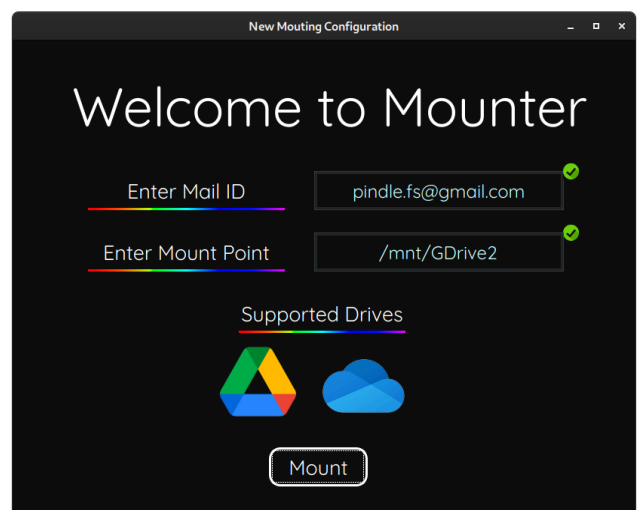 New Mouting Configuration
Welcome to Mounter
Enter Mail ID
pindle.fs@gmail.com
Enter Mount Point
/mnt/GDrive2
Supported Drives
Mount